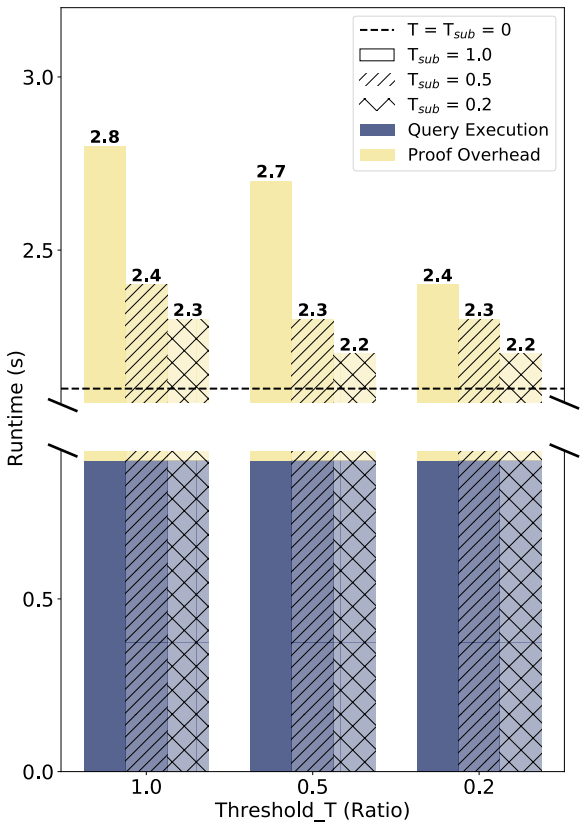 T = T_sub = 0
T_sub = 1.0
T_sub = 0.5
T_sub = 0.2
Query Execution
Proof Overhead
3.0
2.5
0.5
0.0
Runtime (s)
2.8
2.4
2.3
2.7
2.3
2.2
2.4
2.3
2.2
1.0
0.5
0.2
Threshold_T (Ratio)